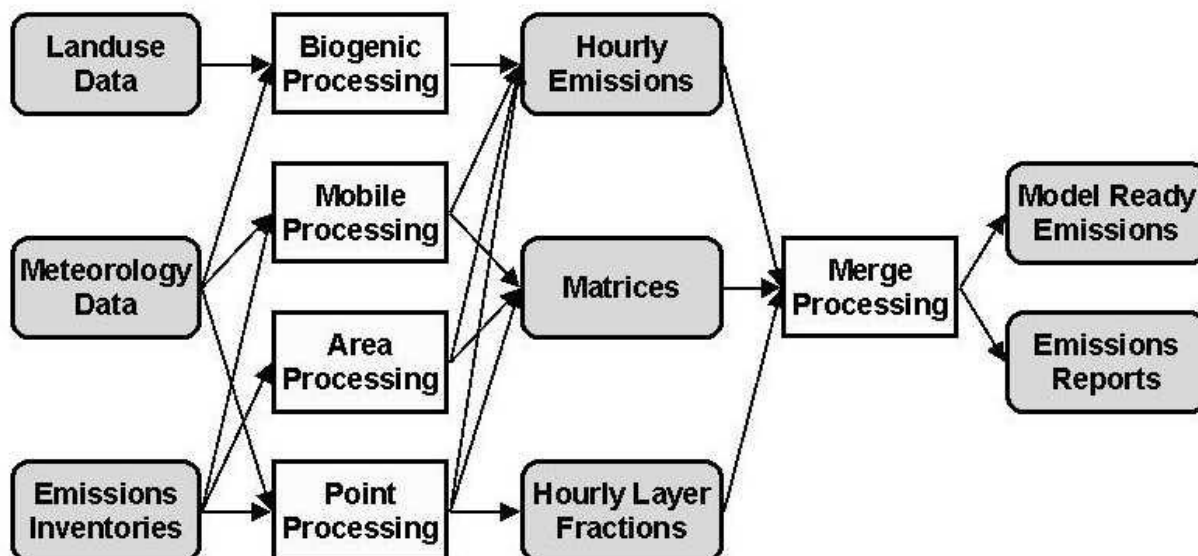 Landuse
Data
Biogenic
Processing
Hourly
Emissions
Mobile
Processing
Model Ready
Emissions
Meteorology
Data
Matrices
Merge
Processing
Area
Processing
Emissions
Reports
Emissions
Inventories
Point
Processing
Hourly Layer
Fractions